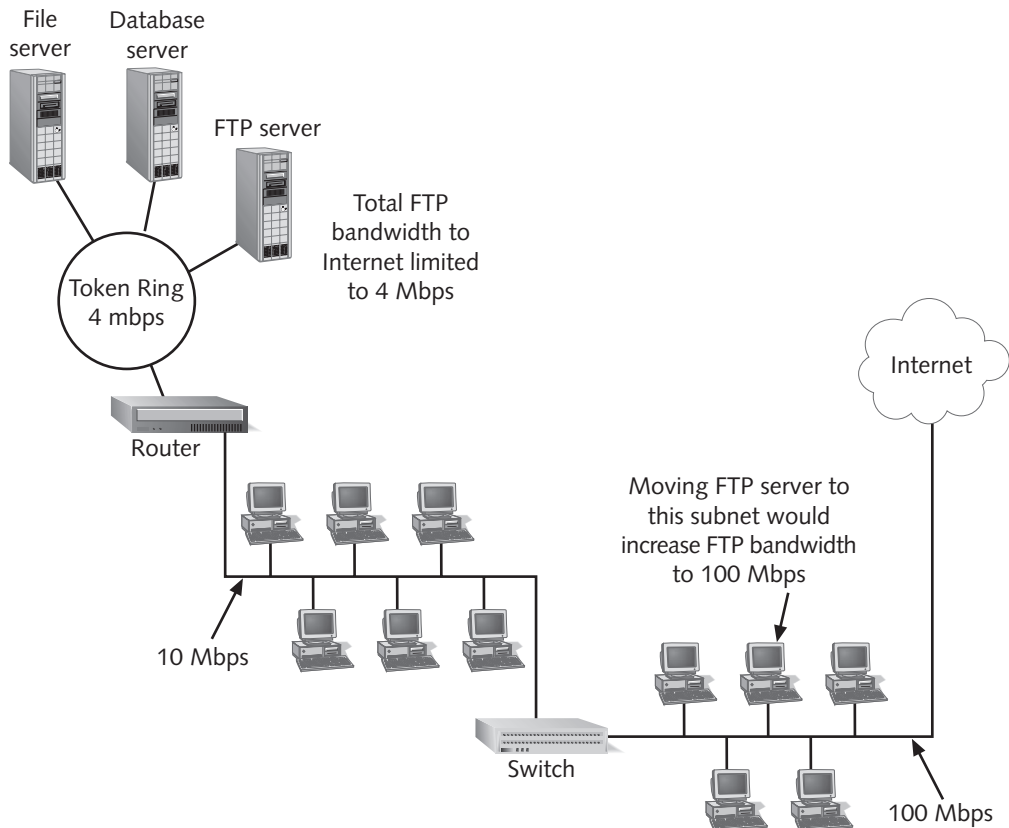 File
server
Database
server
FTP server
Total FTP
bandwidth to
Internet limited
to 4 Mbps
Token Ring
4 mbps
Internet
Router
Moving FTP server to
this subnet would
increase FTP bandwidth
to 100 Mbps
10 Mbps
Switch
100 Mbps